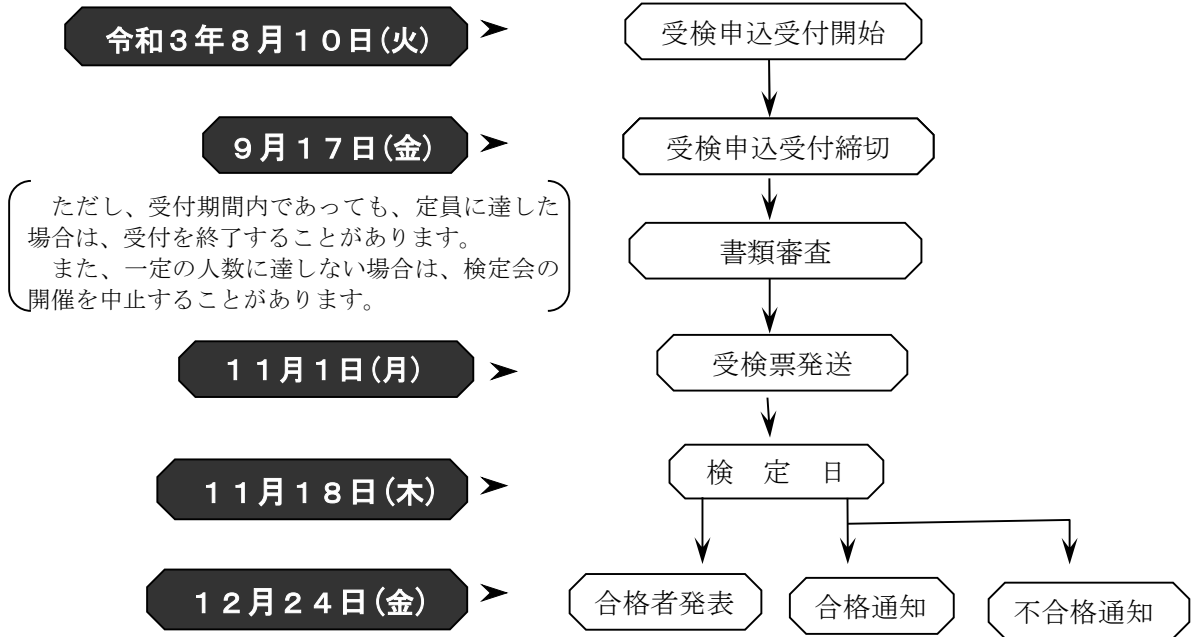 令和３年８月１０日(火)
受検申込受付開始
９月１７日(金)
受検申込受付締切
ただし、受付期間内であっても、定員に達した
場合は、受付を終了することがあります。
また、一定の人数に達しない場合は、検定会の
開催を中止することがあります。
書類審査
１１月１日(月)
受検票発送
１１月１８日(木)
検　定　日
１２月２４日(金)
合格者発表
合格通知
不合格通知